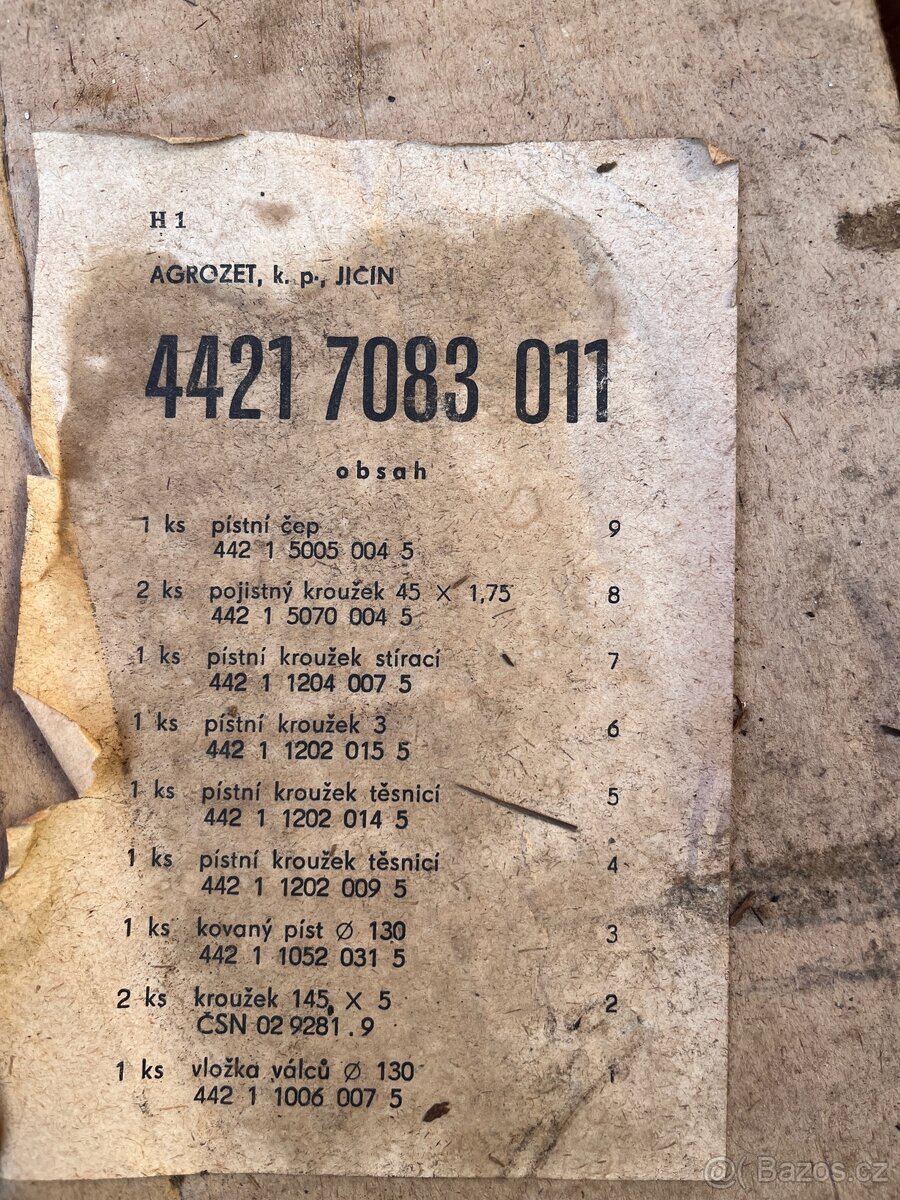 H 1
AGROZET, k. p., JIČÍN
4421 7083 011
obsah
1 ks pístní čep 9
442 1 5005 004 5
2 ks pojistný kroužek 45 × 1,75 8
442 1 5070 004 5
1 ks pístní kroužek stírací 7
442 1 1204 007 5
1 ks pístní kroužek 3 6
442 1 1202 015 5
1 ks pístní kroužek těsnicí 5
442 1 1202 014 5
1 ks pístní kroužek těsnicí 4
442 1 1202 009 5
1 ks kovaný píst ∅ 130 3
442 1 1052 031 5
2 ks kroužek 145 × 5 2
ČSN 02 9281.9
1 ks vložka válců ∅ 130 1
442 1 1006 007 5
@( Bazos.cz